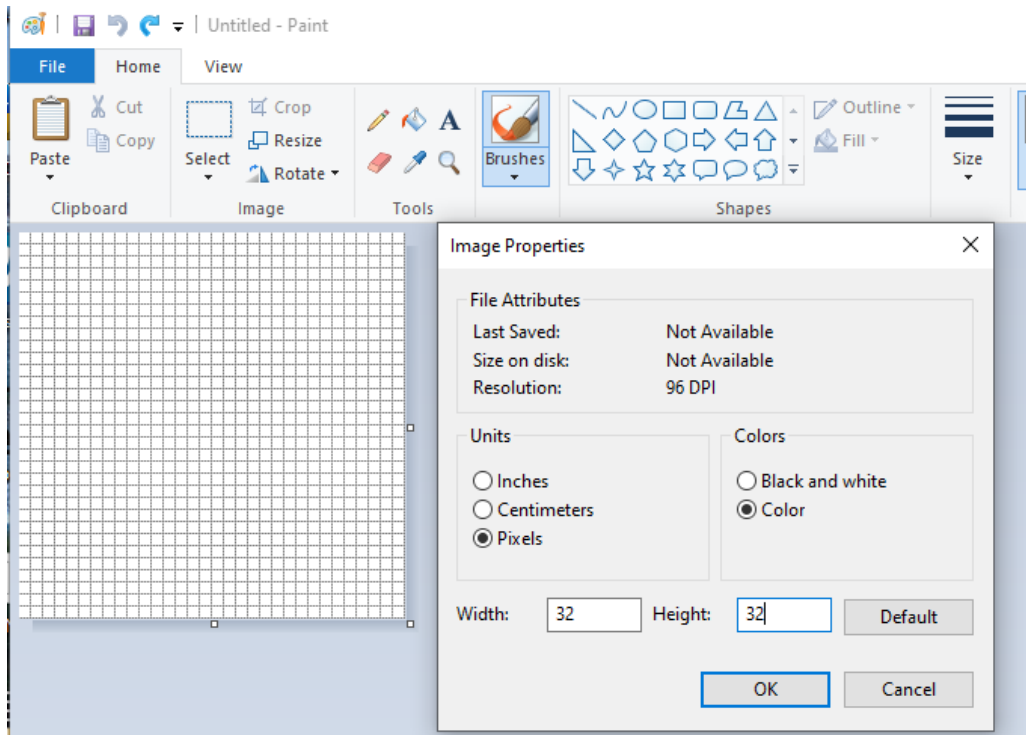 Untitled - Paint
File Home View
Paste
Cut
Copy
Clipboard
Select
Crop
Resize
Rotate
Image
A
Tools
Brushes
Outline
Fill
Shapes
Size
Image Properties
File Attributes
Last Saved: Not Available
Size on disk: Not Available
Resolution: 96 DPI
Units
Inches
Centimeters
Pixels
Colors
Black and white
Color
Width: 32 Height: 32 Default
OK Cancel